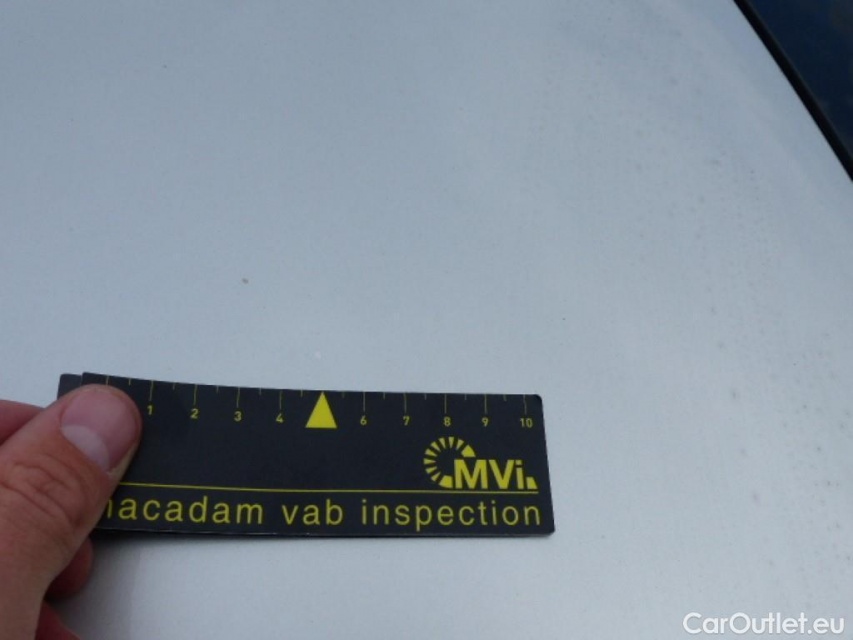 1 2 3 4 6 7 8 9 10
MVi
acadam vab inspection
CarOutlet.eu